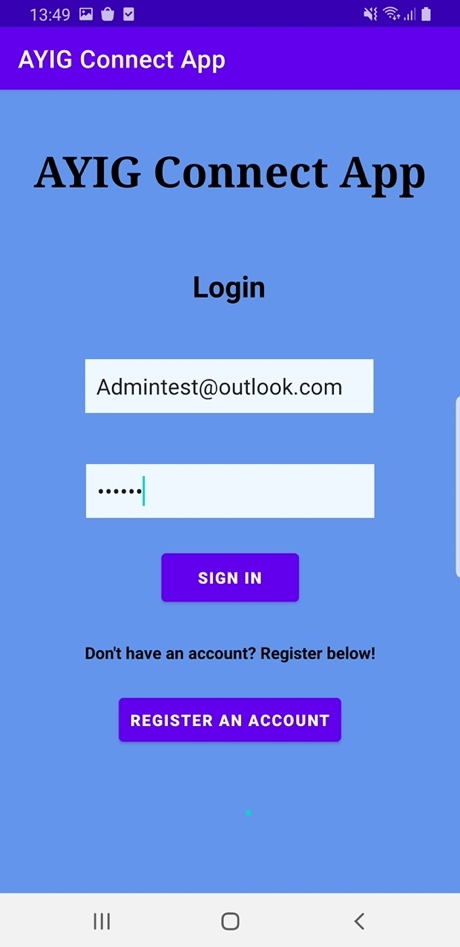 13:49
AYIG Connect App
AYIG Connect App
Login
Admintest@outlook.com
••••••
SIGN IN
Don't have an account? Register below!
REGISTER AN ACCOUNT